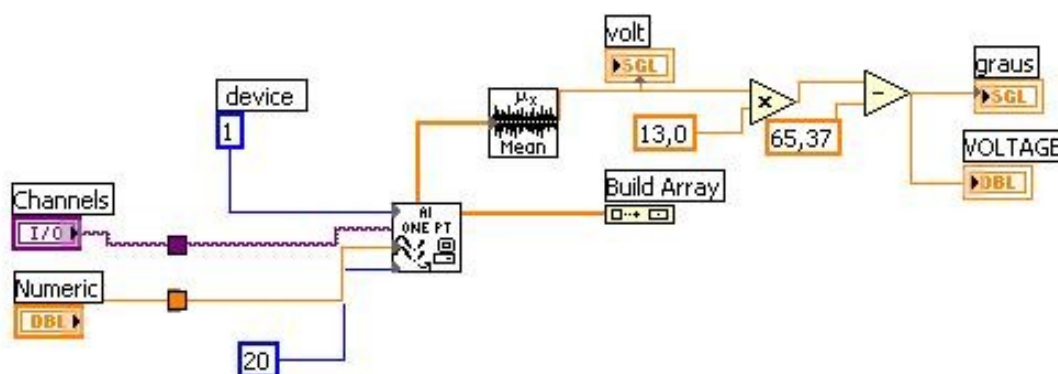 volt
SGL
graus
SGL
device
1
μx
Mean
x
13,0
−
65,37
VOLTAGE
DBL
Build Array
Channels
I/O
AI
ONE PT
Numeric
DBL
20